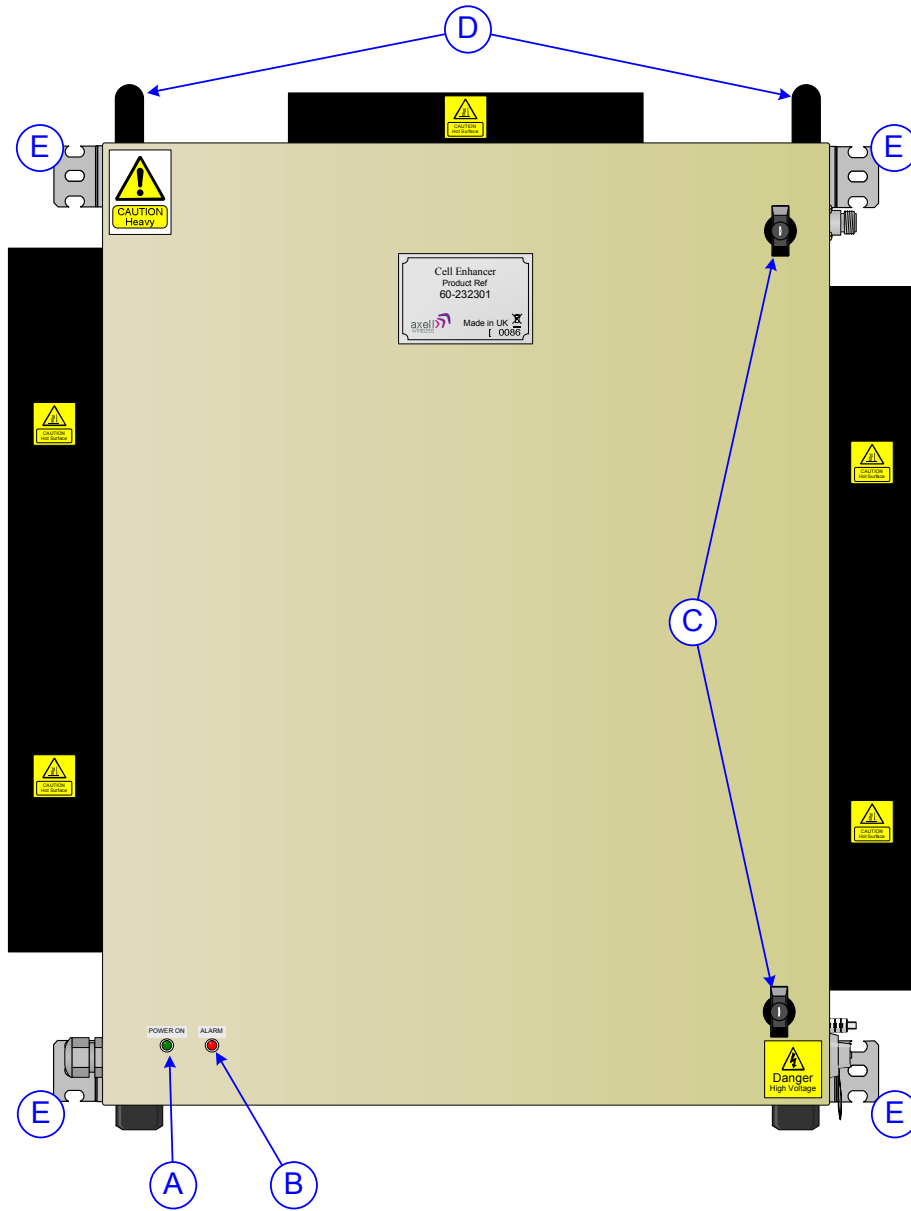 D
CAUTION
Hot Surface
E
E
CAUTION
Heavy
Cell Enhancer
Product Ref
60-232301
axell
WIRELESS
Made in UK
[ 0086
CAUTION
Hot Surface
CAUTION
Hot Surface
C
CAUTION
Hot Surface
CAUTION
Hot Surface
POWER ON
ALARM
Danger
High Voltage
E
E
A
B